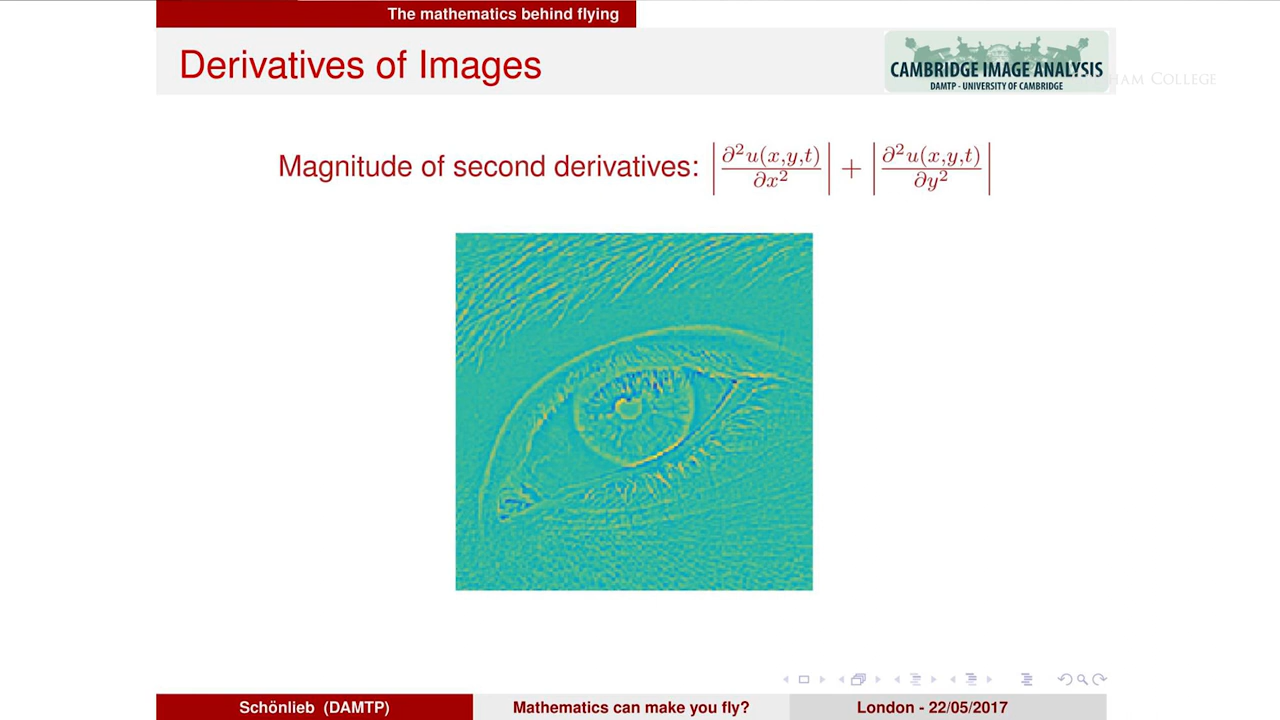 The mathematics behind flying
Derivatives of Images
CAMBRIDGE IMAGE ANALYSIS
DAMTP - UNIVERSITY OF CAMBRIDGE
College
Magnitude of second derivatives: |∂²u(x,y,t)/∂x²| + |∂²u(x,y,t)/∂y²|
Schönlieb (DAMTP)
Mathematics can make you fly?
London - 22/05/2017